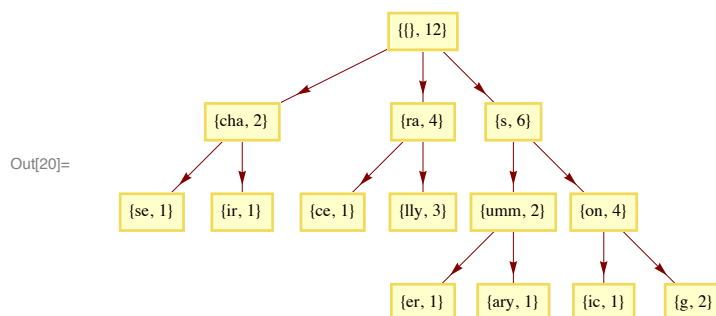 {{}, 12}
{cha, 2} {ra, 4} {s, 6}
Out[20]=
{se, 1} {ir, 1} {ce, 1} {lly, 3} {umm, 2} {on, 4}
{er, 1} {ary, 1} {ic, 1} {g, 2}